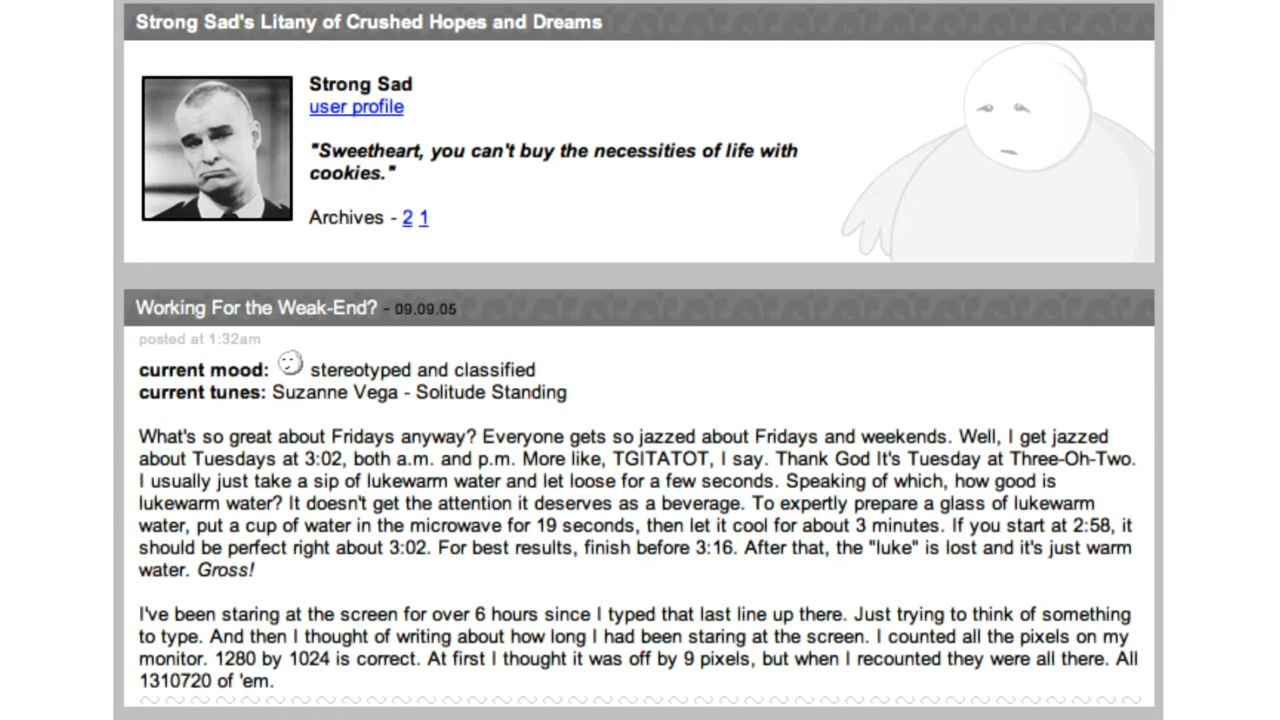 Strong Sad's Litany of Crushed Hopes and Dreams
Strong Sad
user profile
"Sweetheart, you can't buy the necessities of life with
cookies."
Archives - 2 1
Working For the Weak-End? - 09.09.05
posted at 1:32am
current mood: stereotyped and classified
current tunes: Suzanne Vega - Solitude Standing
What's so great about Fridays anyway? Everyone gets so jazzed about Fridays and weekends. Well, I get jazzed
about Tuesdays at 3:02, both a.m. and p.m. More like, TGITATOT, I say. Thank God It's Tuesday at Three-Oh-Two.
I usually just take a sip of lukewarm water and let loose for a few seconds. Speaking of which, how good is
lukewarm water? It doesn't get the attention it deserves as a beverage. To expertly prepare a glass of lukewarm
water, put a cup of water in the microwave for 19 seconds, then let it cool for about 3 minutes. If you start at 2:58, it
should be perfect right about 3:02. For best results, finish before 3:16. After that, the "luke" is lost and it's just warm
water. Gross!
I've been staring at the screen for over 6 hours since I typed that last line up there. Just trying to think of something
to type. And then I thought of writing about how long I had been staring at the screen. I counted all the pixels on my
monitor. 1280 by 1024 is correct. At first I thought it was off by 9 pixels, but when I recounted they were all there. All
1310720 of 'em.